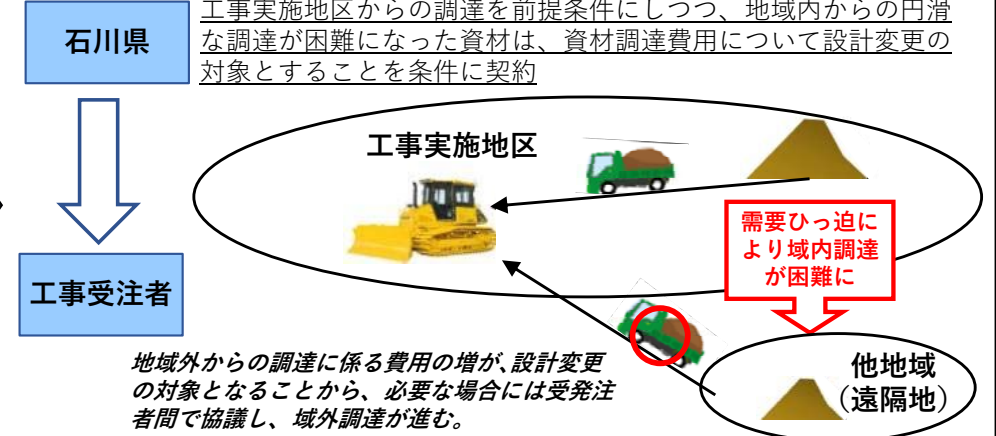 石川県
工事実施地区からの調達を前提条件にしつつ、地域内からの円滑
な調達が困難になった資材は、資材調達費用について設計変更の
対象とすることを条件に契約
工事実施地区
需要ひっ迫に
より域内調達
が困難に
工事受注者
地域外からの調達に係る費用の増が、設計変更
の対象となることから、必要な場合には受発注
者間で協議し、域外調達が進む。
他地域
（遠隔地）